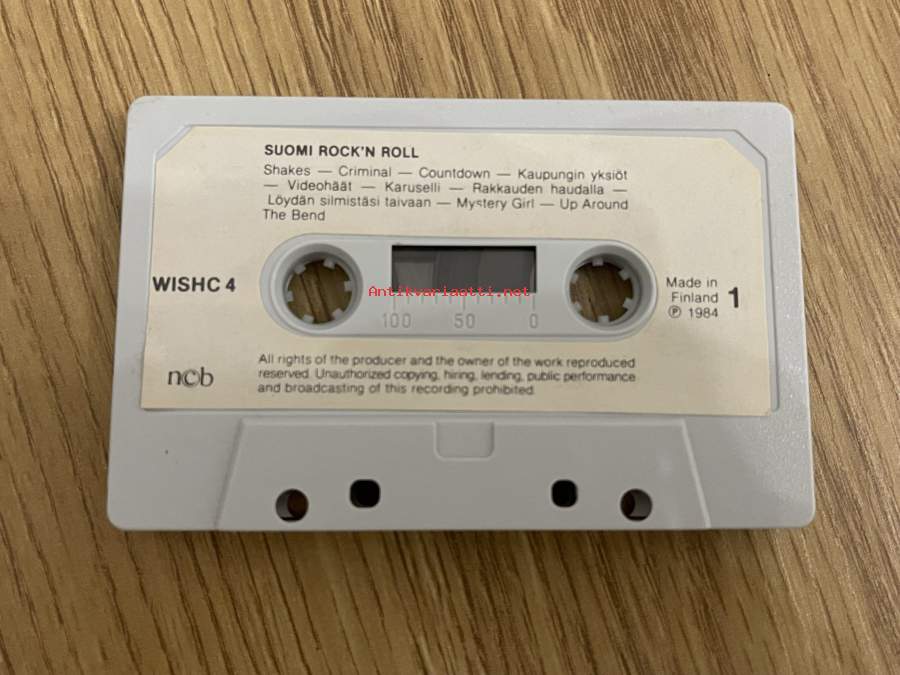 SUOMI ROCK'N ROLL
Shakes — Criminal — Countdown — Kaupungin yksiöt
— Videohäät — Karuselli — Rakkauden haudalla —
Löydän silmistäsi taivaan — Mystery Girl — Up Around
The Bend
WISHC 4
Antikvariaatti.net
100 50 0
Made in
Finland
℗ 1984
1
ncb
All rights of the producer and the owner of the work reproduced
reserved. Unauthorized copying, hiring, lending, public performance
and broadcasting of this recording prohibited.